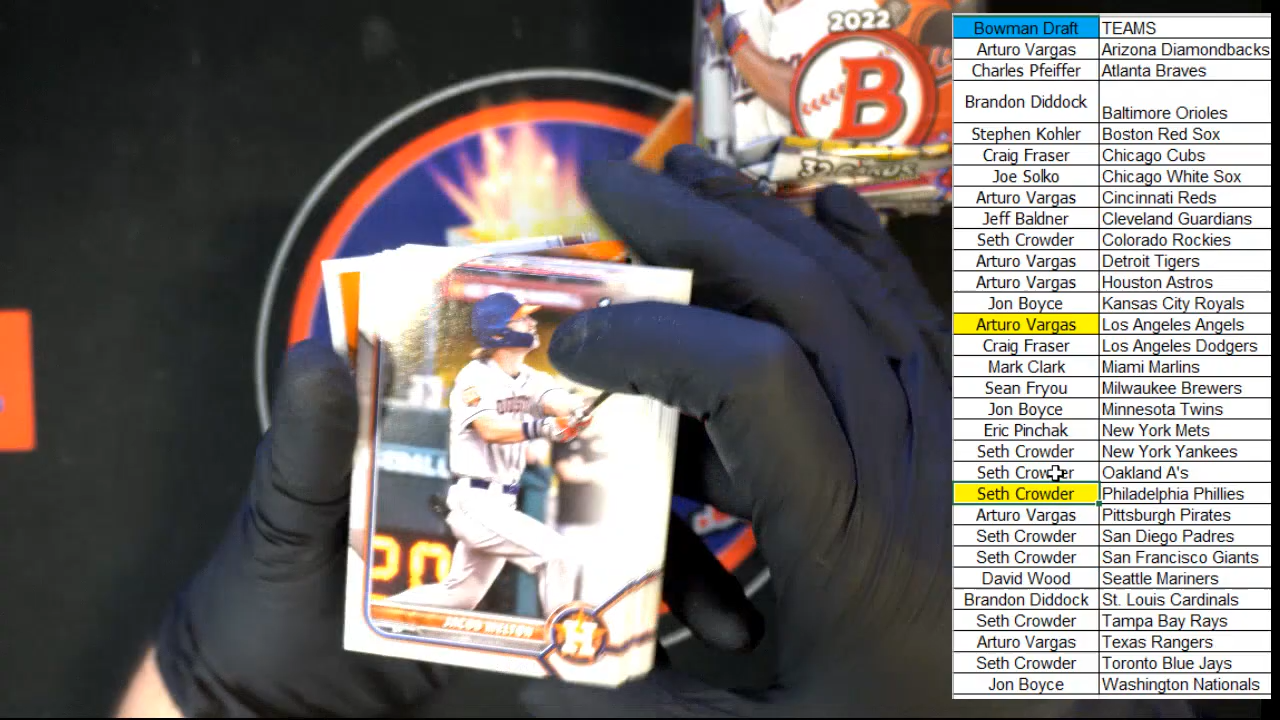 2022
B
32 CARDS
JACOB MELTON
H
Bowman Draft TEAMS
Arturo Vargas Arizona Diamondbacks
Charles Pfeiffer Atlanta Braves
Brandon Diddock Baltimore Orioles
Stephen Kohler Boston Red Sox
Craig Fraser Chicago Cubs
Joe Solko Chicago White Sox
Arturo Vargas Cincinnati Reds
Jeff Baldner Cleveland Guardians
Seth Crowder Colorado Rockies
Arturo Vargas Detroit Tigers
Arturo Vargas Houston Astros
Jon Boyce Kansas City Royals
Arturo Vargas Los Angeles Angels
Craig Fraser Los Angeles Dodgers
Mark Clark Miami Marlins
Sean Fryou Milwaukee Brewers
Jon Boyce Minnesota Twins
Eric Pinchak New York Mets
Seth Crowder New York Yankees
Seth Crowder Oakland A's
Seth Crowder Philadelphia Phillies
Arturo Vargas Pittsburgh Pirates
Seth Crowder San Diego Padres
Seth Crowder San Francisco Giants
David Wood Seattle Mariners
Brandon Diddock St. Louis Cardinals
Seth Crowder Tampa Bay Rays
Arturo Vargas Texas Rangers
Seth Crowder Toronto Blue Jays
Jon Boyce Washington Nationals